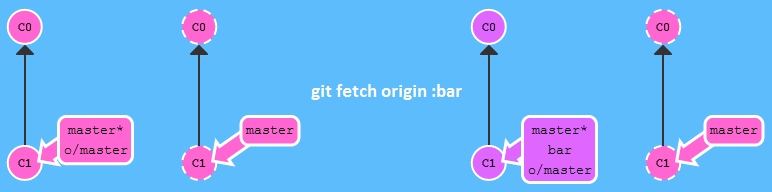 C0
C0
C0
C0
git fetch origin :bar
master*
o/master
master
master*
bar
o/master
master
C1
C1
C1
C1